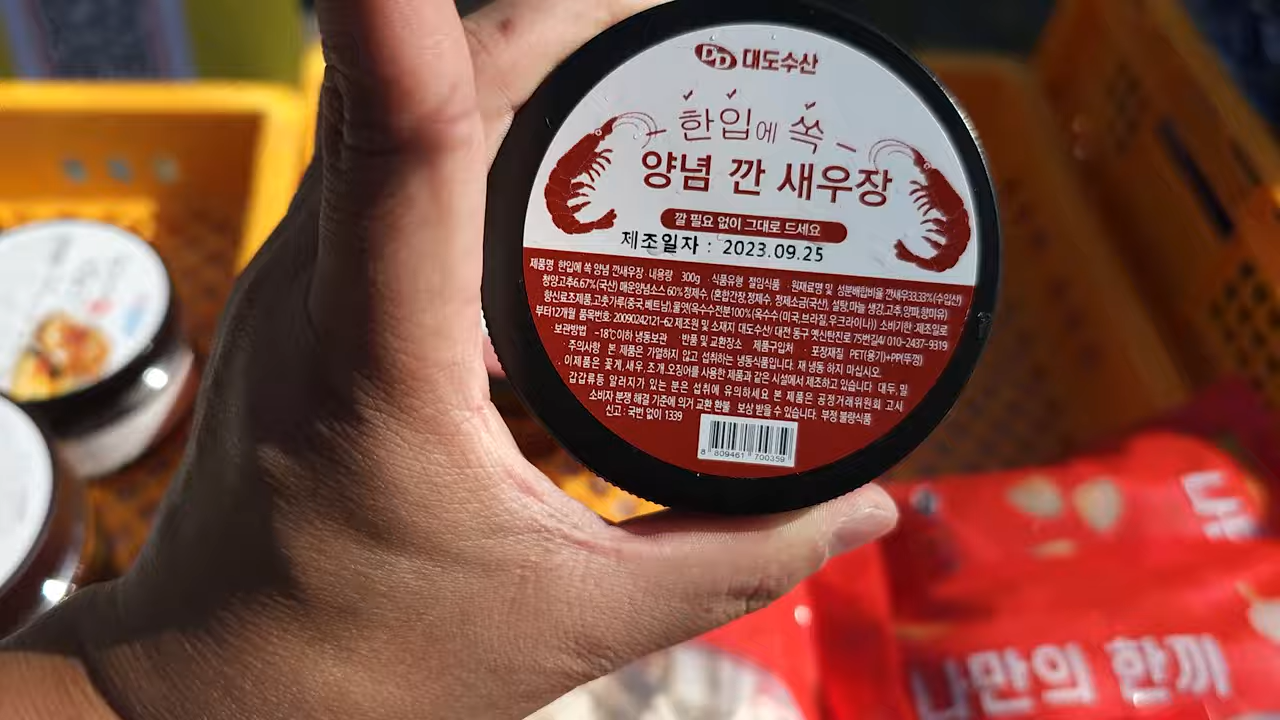 DD 대도수산
한입에 쏙
양념 깐 새우장
깔 필요 없이 그대로 드세요
제조일자 : 2023.09.25
제품명 한입에 쏙 양념 깐새우장 · 내용량 300g · 식품유형 절임식품 · 원재료명 및 성분배합비율 깐새우33.33%(수입산)
청양고추6.67%(국산) 매운양념소스 60%정제수, (혼합간장,정제수, 정제소금(국산), 설탕,마늘 생강,고추,양파,향미유)
향신료조제품,고춧가루(중국,베트남),물엿(옥수수전분100%(옥수수 (미국,브라질,우크라이나)) 소비기한 :제조일로
부터12개월 품목번호: 20090242121-62 제조원 및 소재지 대도수산/ 대전 동구 옛신탄진로 75번길4/ 010-2437-9319
· 보관방법 -18℃이하 냉동보관 · 반품 및 교환장소 제품구입처 · 포장재질 PET(용기)+PP(뚜껑)
· 주의사항 본 제품은 가열하지 않고 섭취하는 냉동식품입니다. 재 냉동 하지 마십시오.
이제품은 꽃게,새우, 조개,오징어를 사용한 제품과 같은 시설에서 제조하고 있습니다 대두, 밀
갑갑류등 알러지가 있는 분은 섭취에 유의하세요 본 제품은 공정거래위원회 고시
소비자 분쟁 해결 기준에 의거 교환 환불 보상 받을 수 있습니다. 부정 불량식품
신고 : 국번 없이 1339
8 809461 700359
나만의 한끼